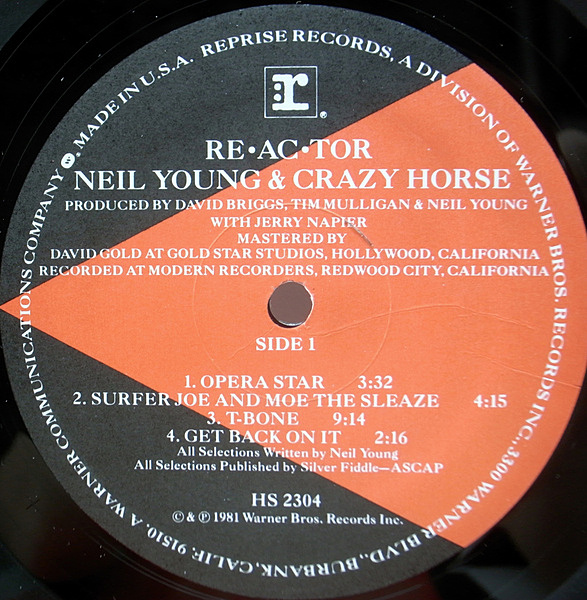 MADE IN U.S.A. REPRISE RECORDS, A DIVISION OF WARNER BROS. RECORDS INC., 3300 WARNER BLVD., BURBANK, CALIF. 91510, A WARNER COMMUNICATIONS COMPANY
r
®
RE•AC•TOR
NEIL YOUNG & CRAZY HORSE
PRODUCED BY DAVID BRIGGS, TIM MULLIGAN & NEIL YOUNG
WITH JERRY NAPIER
MASTERED BY
DAVID GOLD AT GOLD STAR STUDIOS, HOLLYWOOD, CALIFORNIA
RECORDED AT MODERN RECORDERS, REDWOOD CITY, CALIFORNIA
SIDE 1
1. OPERA STAR 3:32
2. SURFER JOE AND MOE THE SLEAZE 4:15
3. T-BONE 9:14
4. GET BACK ON IT 2:16
All Selections Written by Neil Young
All Selections Published by Silver Fiddle—ASCAP
HS 2304
© & ℗ 1981 Warner Bros. Records Inc.